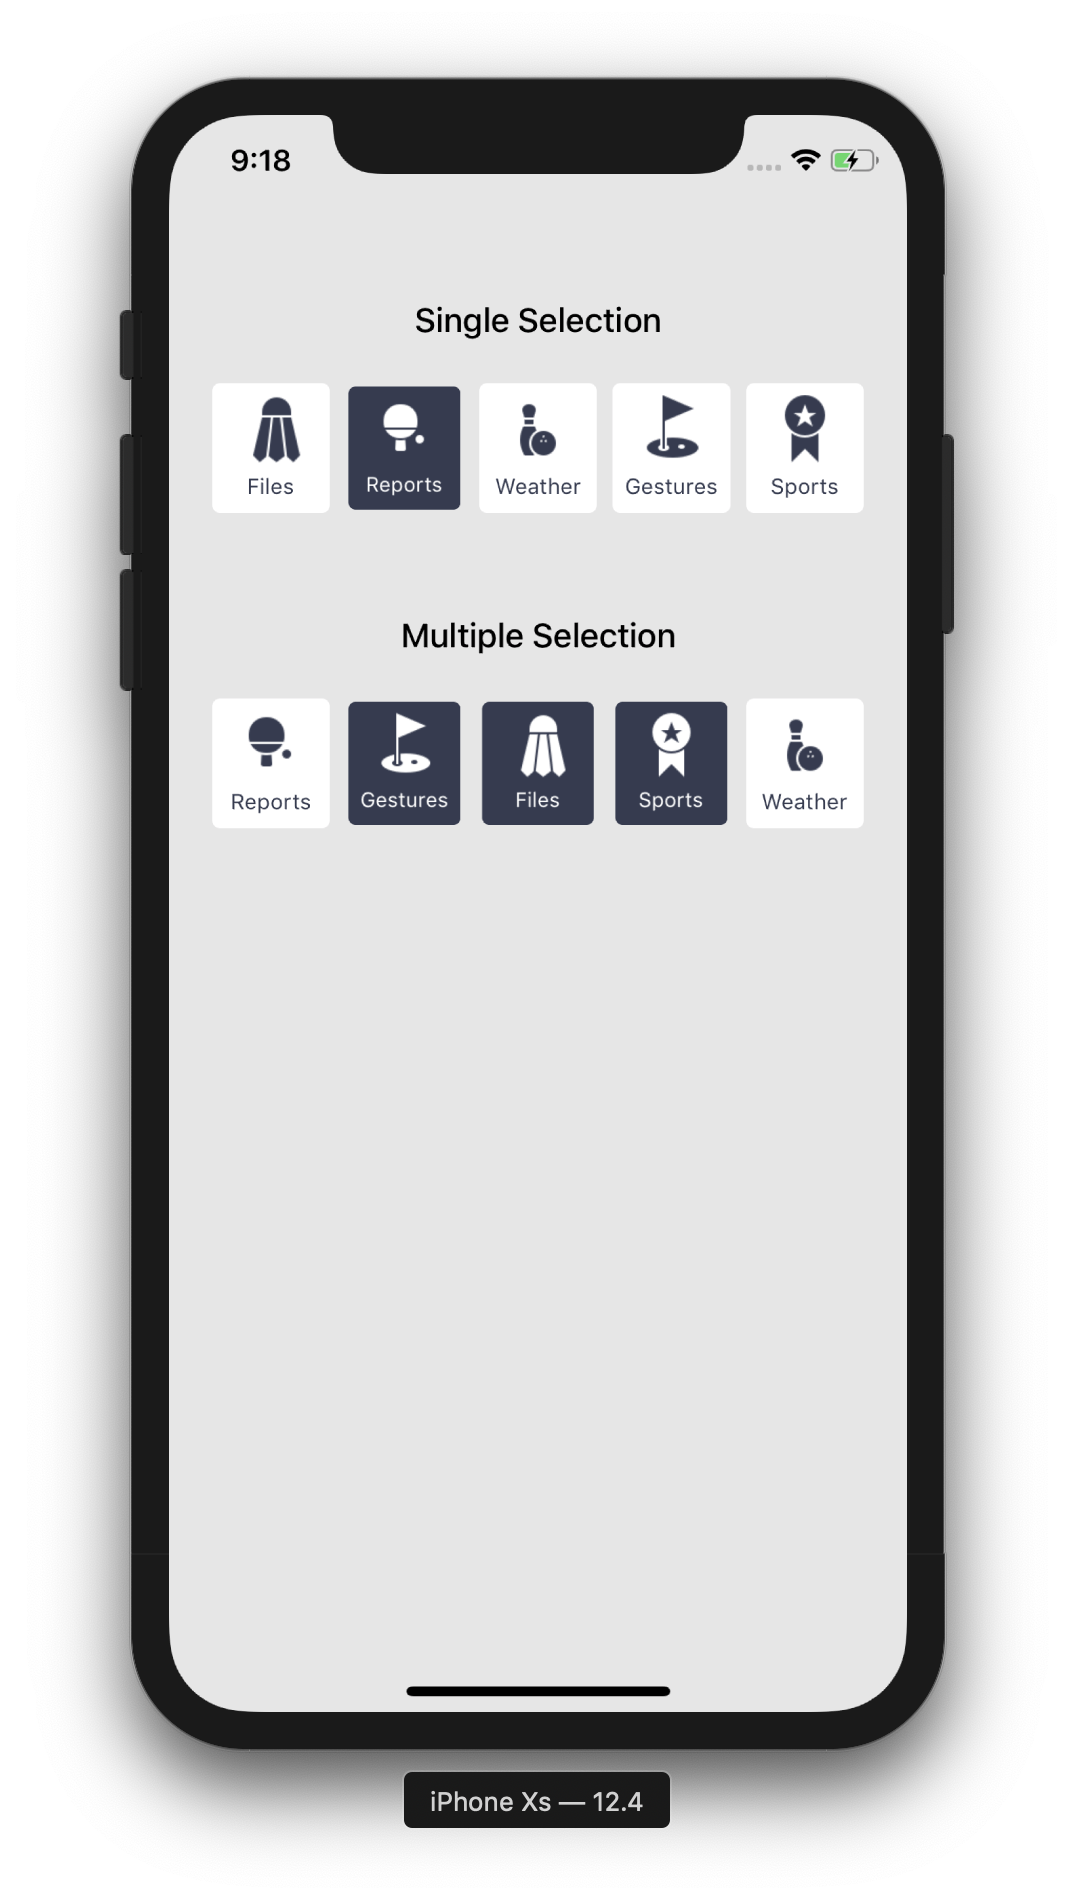 9:18
Single Selection
Files Reports Weather Gestures Sports
Multiple Selection
Reports Gestures Files Sports Weather
iPhone Xs — 12.4